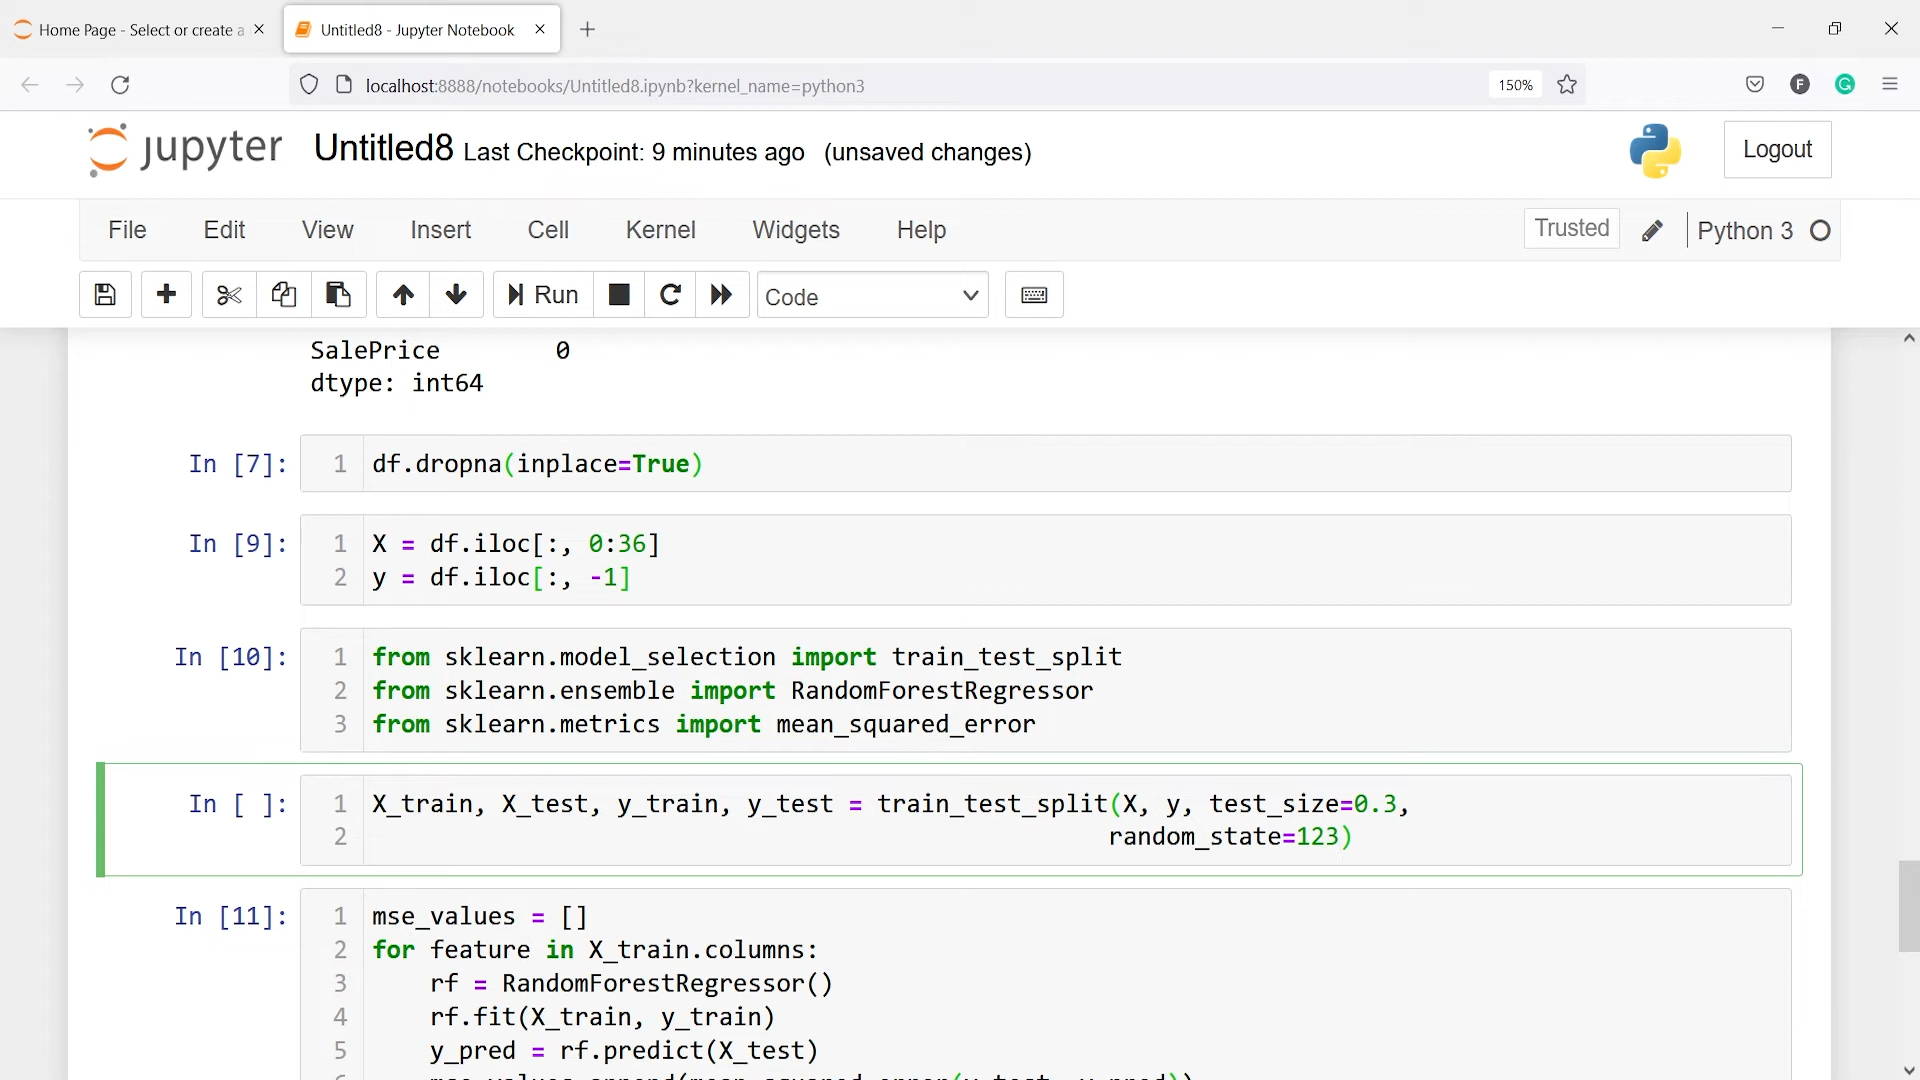 Home Page - Select or create a
Untitled8 - Jupyter Notebook
localhost:8888/notebooks/Untitled8.ipynb?kernel_name=python3
150%
F
G
jupyter Untitled8 Last Checkpoint: 9 minutes ago (unsaved changes)
Logout
File Edit View Insert Cell Kernel Widgets Help
Trusted
Python 3
Run
Code
SalePrice 0
dtype: int64
In [7]:
1 df.dropna(inplace=True)
In [9]:
1 X = df.iloc[:, 0:36]
2 y = df.iloc[:, -1]
In [10]:
1 from sklearn.model_selection import train_test_split
2 from sklearn.ensemble import RandomForestRegressor
3 from sklearn.metrics import mean_squared_error
In [ ]:
1 X_train, X_test, y_train, y_test = train_test_split(X, y, test_size=0.3,
2 random_state=123)
In [11]:
1 mse_values = []
2 for feature in X_train.columns:
3 rf = RandomForestRegressor()
4 rf.fit(X_train, y_train)
5 y_pred = rf.predict(X_test)